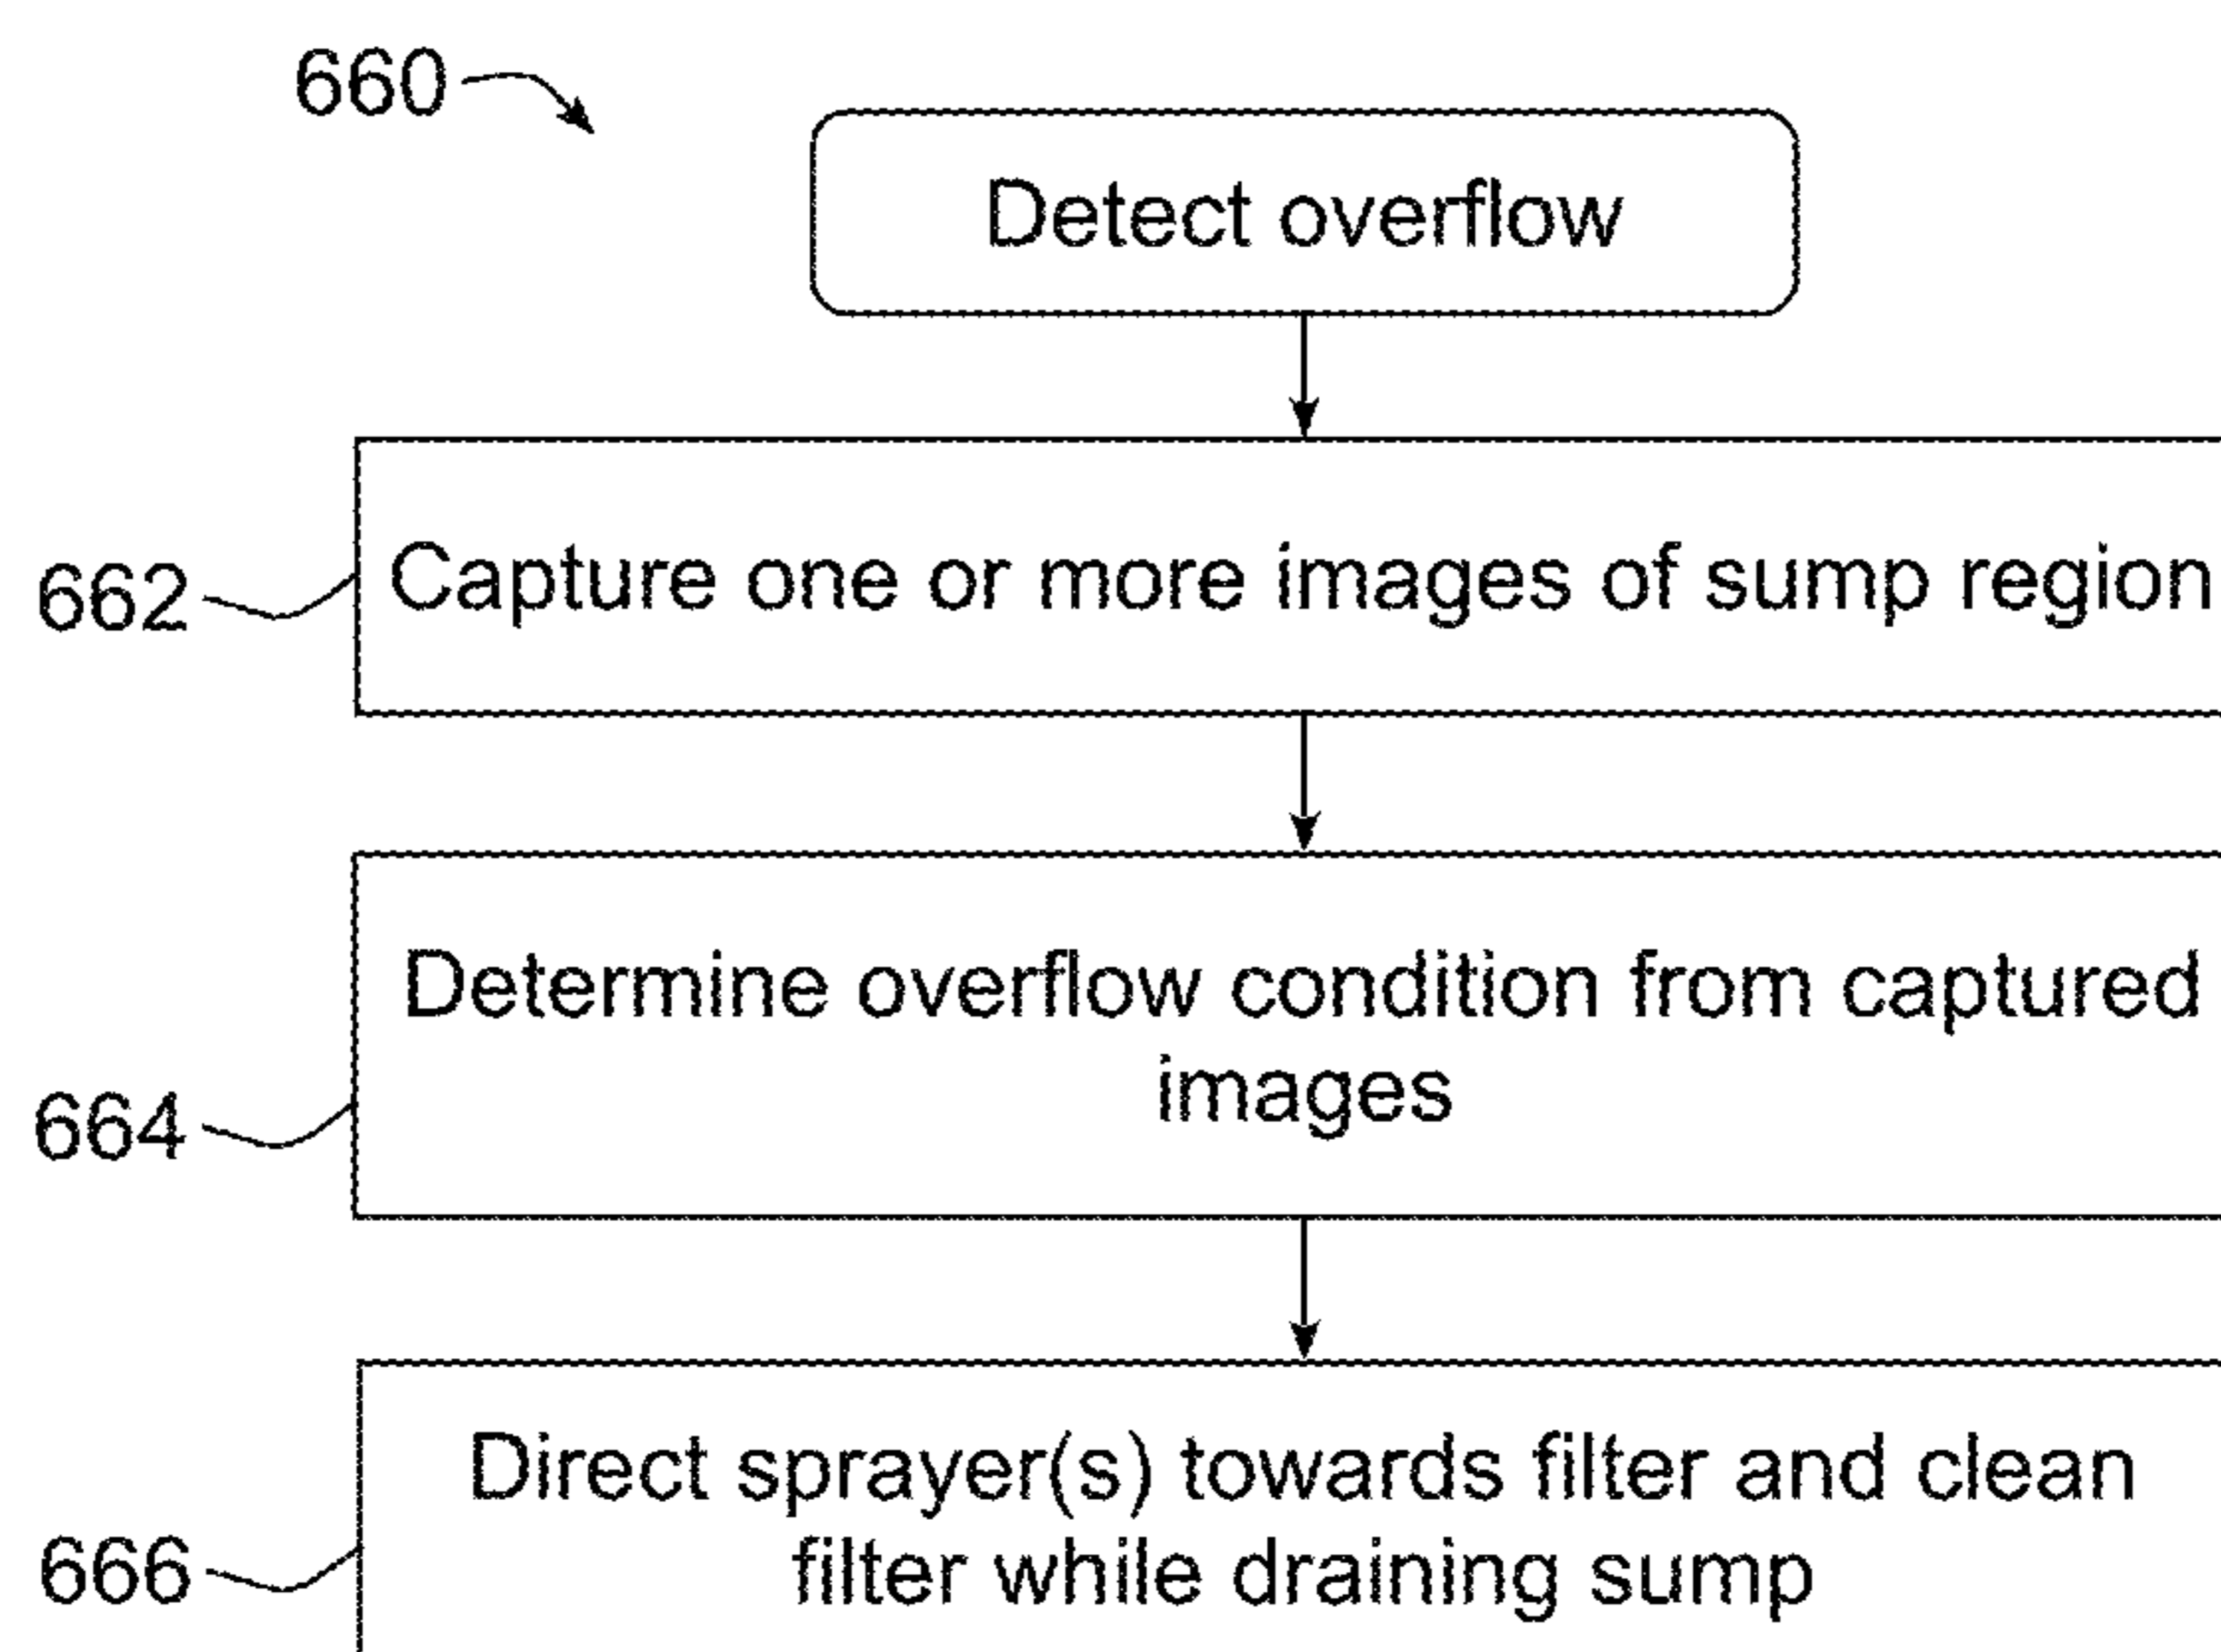 660
Detect overflow
662
Capture one or more images of sump region
664
Determine overflow condition from captured
images
666
Direct sprayer(s) towards filter and clean
filter while draining sump